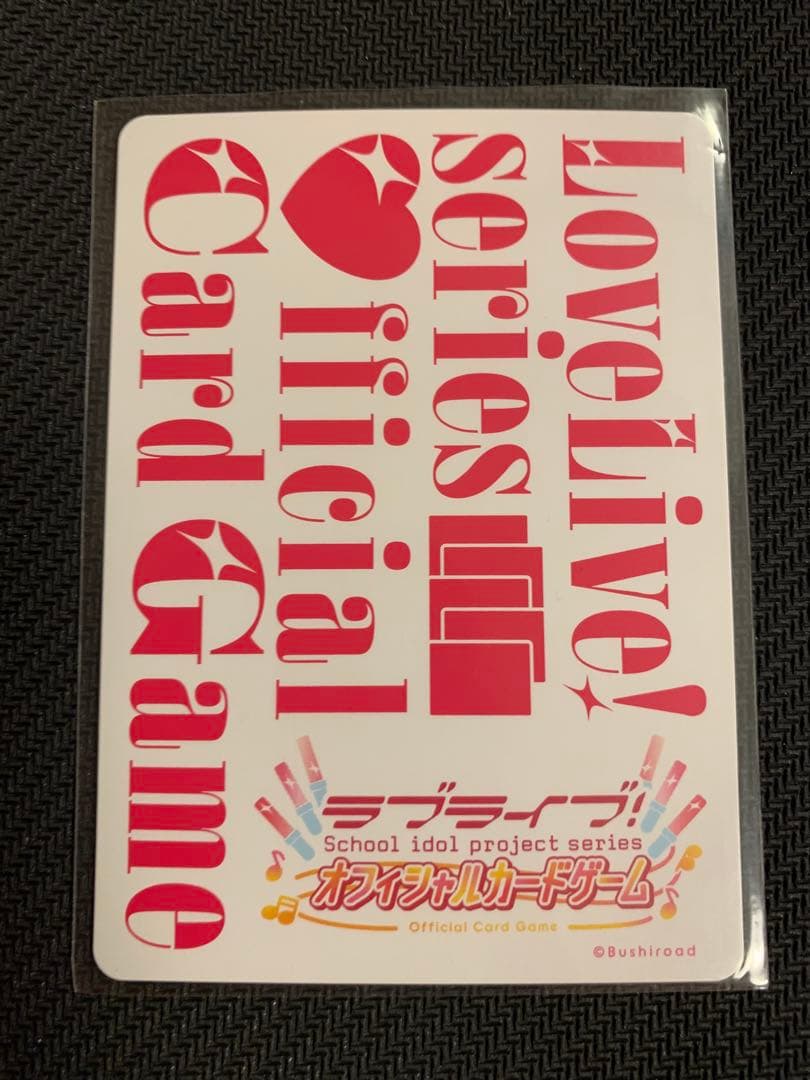 LoveLive!
series
♥fficial
Card Game
ラブライブ!
School idol project series
オフィシャルカードゲーム
Official Card Game
©Bushiroad